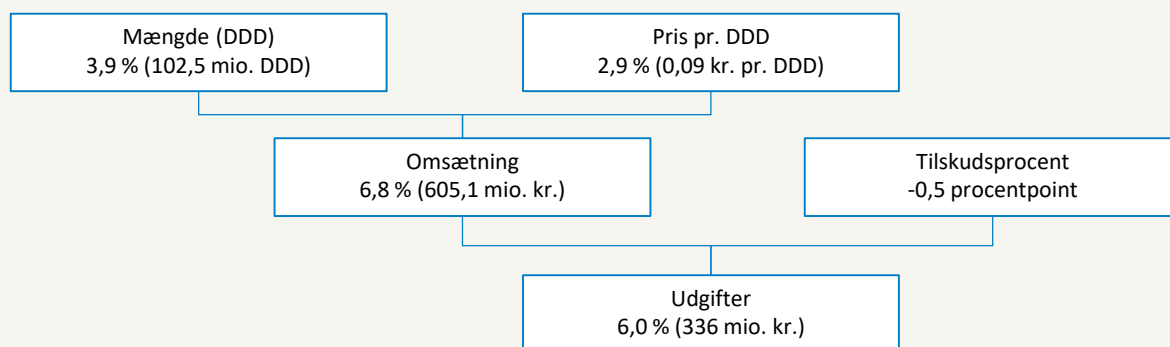 Mængde (DDD)
3,9 % (102,5 mio. DDD)
Pris pr. DDD
2,9 % (0,09 kr. pr. DDD)
Omsætning
6,8 % (605,1 mio. kr.)
Tilskudsprocent
-0,5 procentpoint
Udgifter
6,0 % (336 mio. kr.)